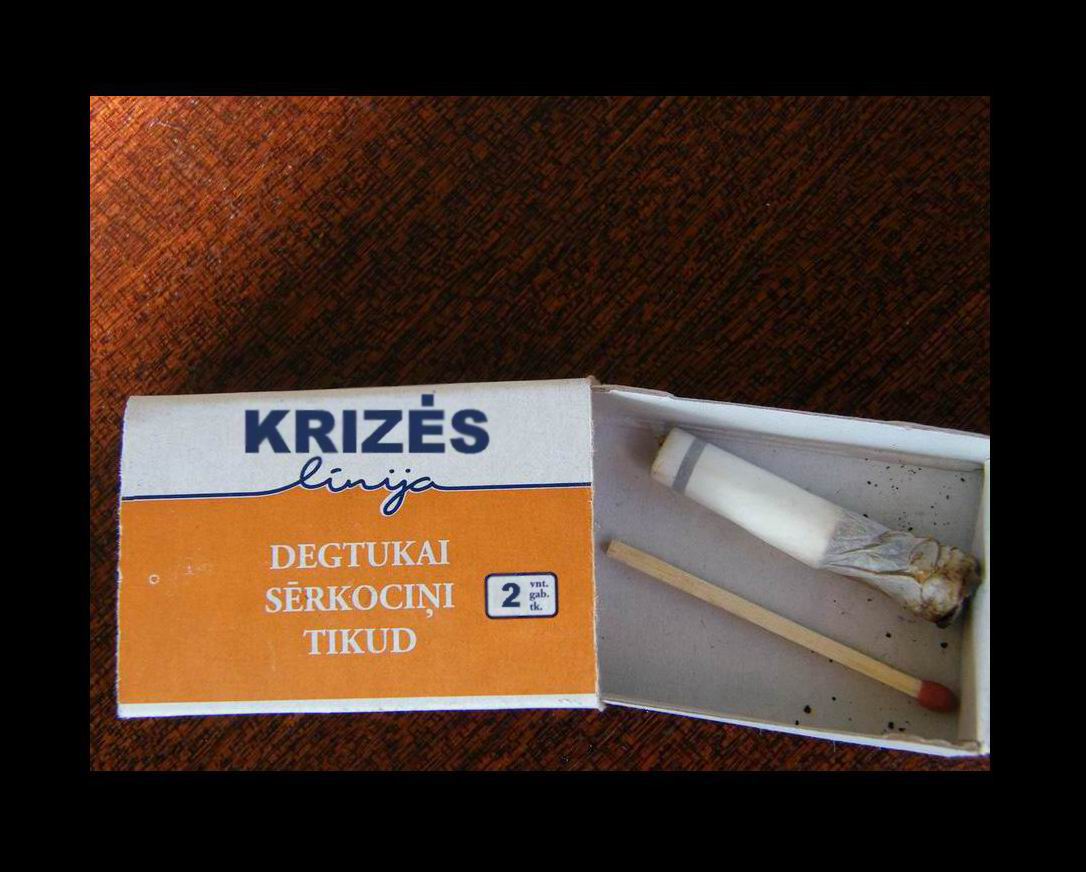 KRIZĖS
linija
DEGTUKAI
SĒRKOCIŅI
TIKUD
2
vnt.
gab.
tk.